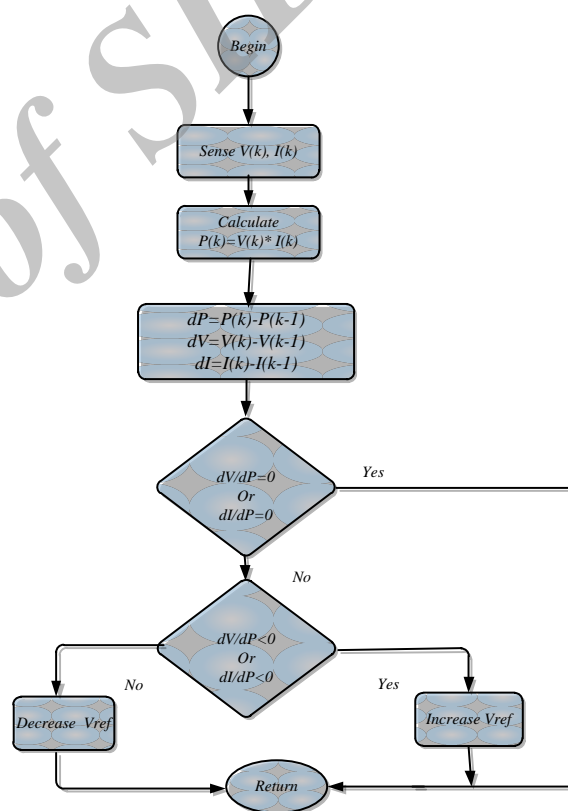 Begin
Sense V(k), I(k)
Calculate
P(k)=V(k)* I(k)
dP=P(k)-P(k-1)
dV=V(k)-V(k-1)
dI=I(k)-I(k-1)
dV/dP=0
Or
dI/dP=0
Yes
No
dV/dP<0
Or
dI/dP<0
No
Yes
Decrease Vref
Increase Vref
Return
of